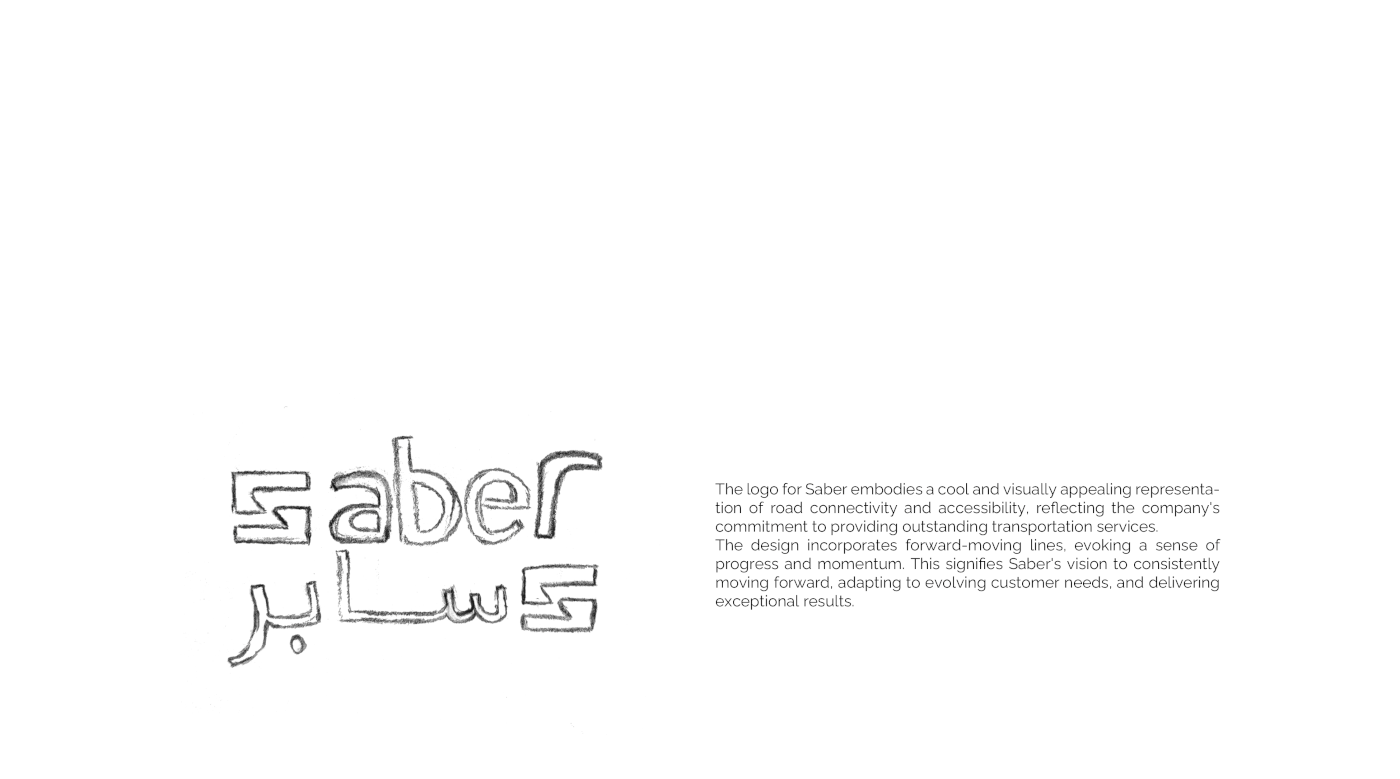 saber
سابر
The logo for Saber embodies a cool and visually appealing representa-
tion of road connectivity and accessibility, reflecting the company's
commitment to providing outstanding transportation services.
The design incorporates forward-moving lines, evoking a sense of
progress and momentum. This signifies Saber's vision to consistently
moving forward, adapting to evolving customer needs, and delivering
exceptional results.